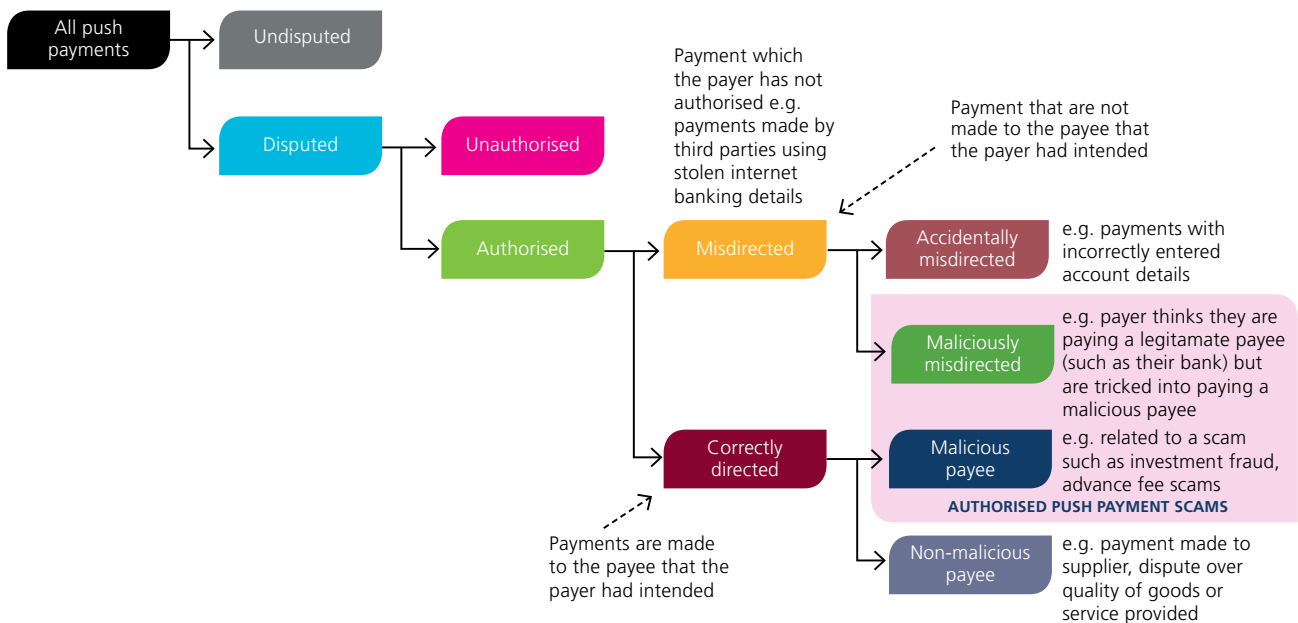 All push
payments
Undisputed
Disputed
Unauthorised
Authorised
Payment which
the payer has not
authorised e.g.
payments made by
third parties using
stolen internet
banking details
Payment that are not
made to the payee that
the payer had intended
Misdirected
Accidentally
misdirected
e.g. payments with
incorrectly entered
account details
Maliciously
misdirected
e.g. payer thinks they are
paying a legitamate payee
(such as their bank) but
are tricked into paying a
malicious payee
Correctly
directed
Payments are made
to the payee that the
payer had intended
Malicious
payee
e.g. related to a scam
such as investment fraud,
advance fee scams
AUTHORISED PUSH PAYMENT SCAMS
Non-malicious
payee
e.g. payment made to
supplier, dispute over
quality of goods or
service provided